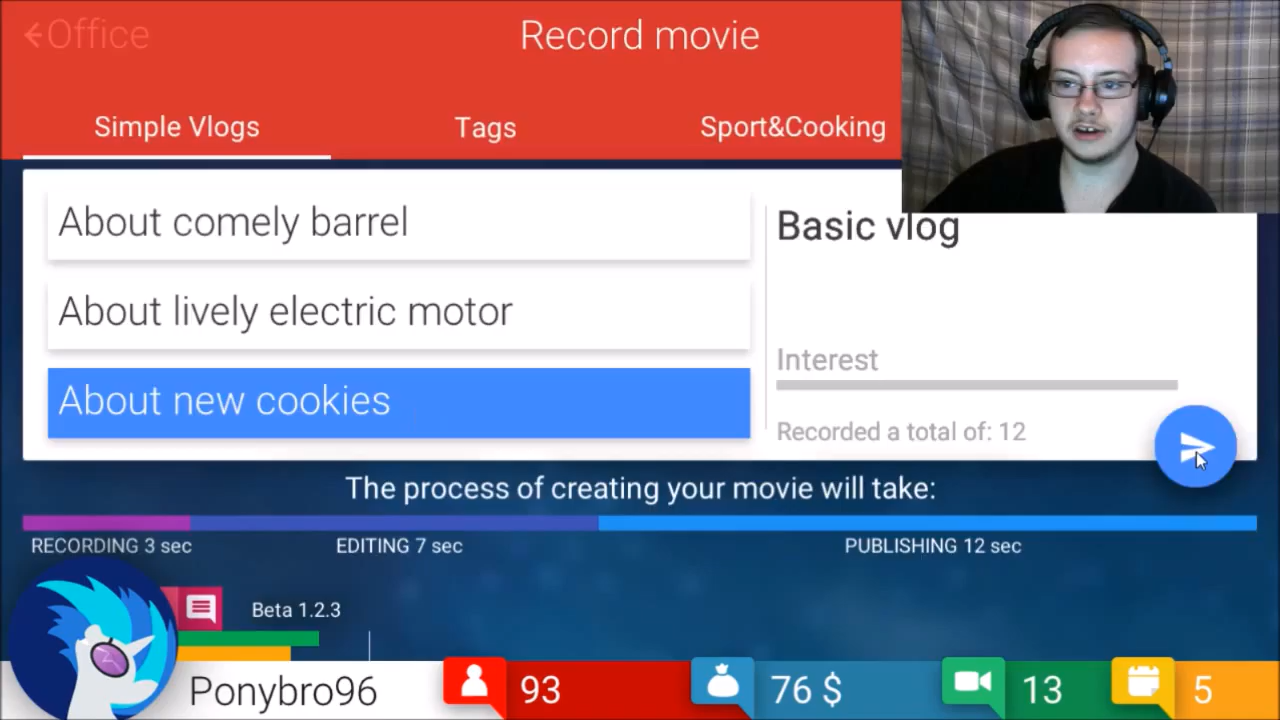 Office
Record movie
Simple Vlogs
Tags
Sport&Cooking
About comely barrel
About lively electric motor
About new cookies
Basic vlog
Interest
Recorded a total of: 12
The process of creating your movie will take:
RECORDING 3 sec
EDITING 7 sec
PUBLISHING 12 sec
Beta 1.2.3
Ponybro96
93
76 $
13
5